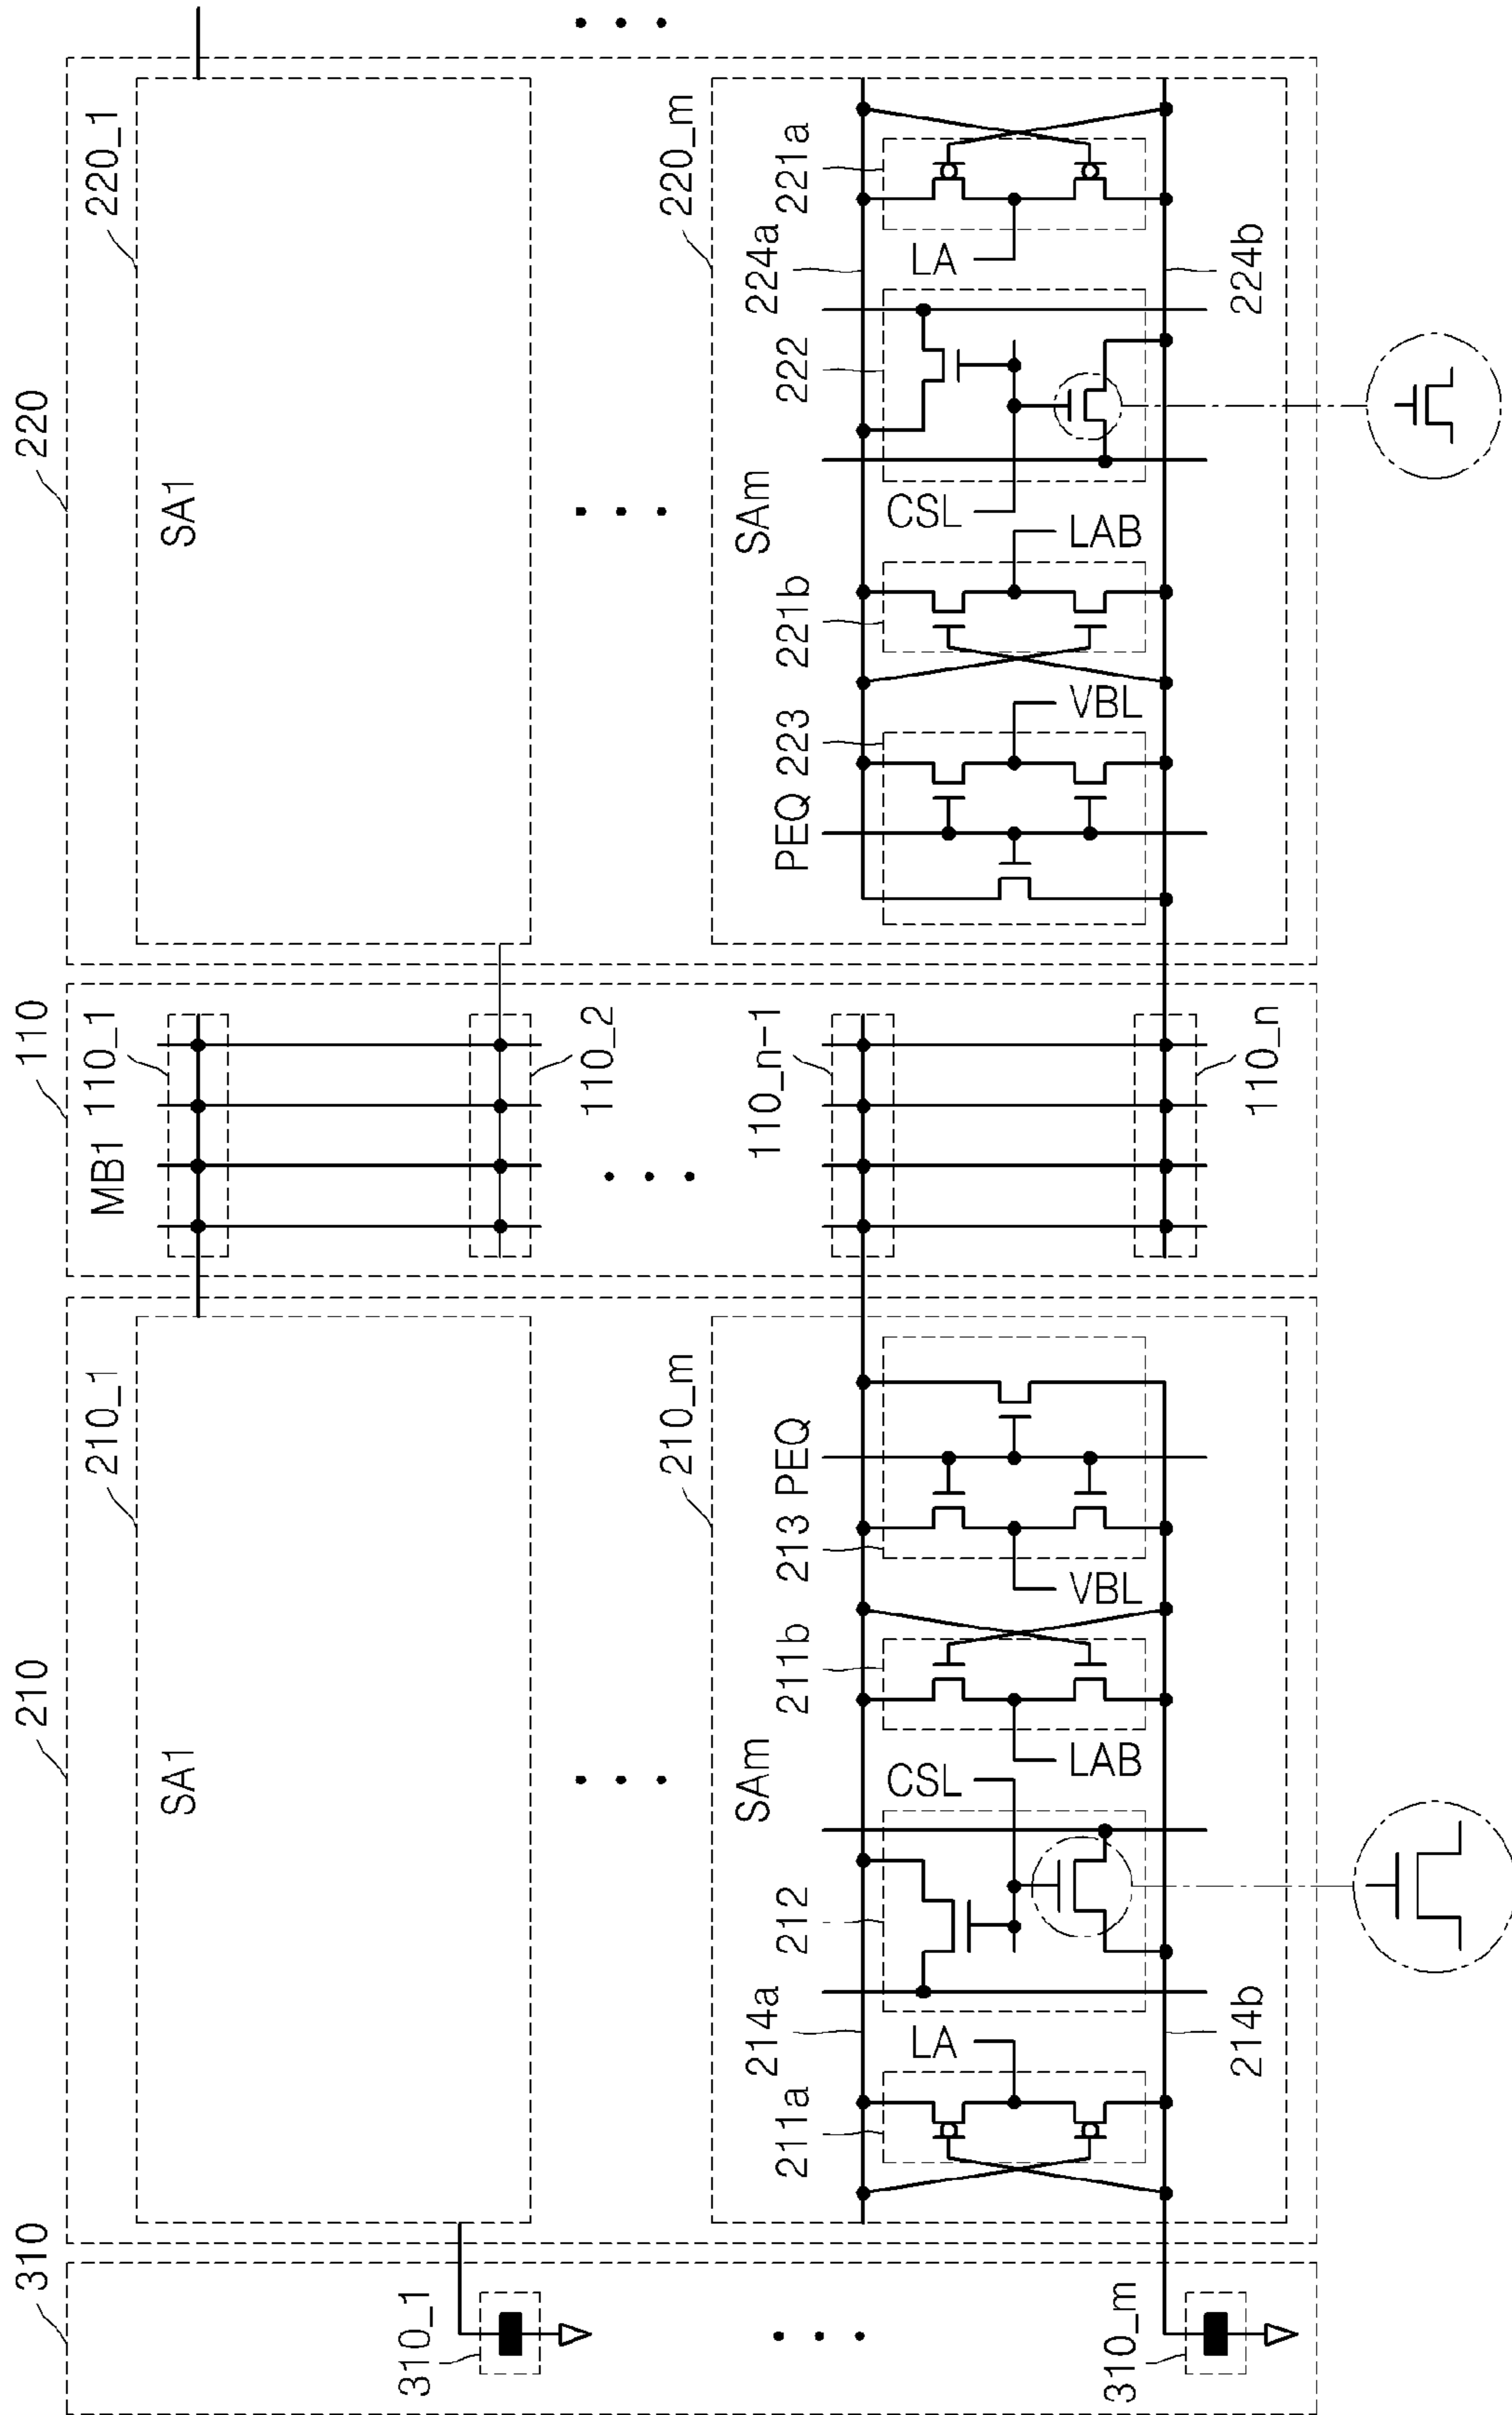 310
210
110
220
210_1
MB1
110_1
220_1
SA1
SA1
310_1
110_2
210_m
220_m
SAm
SAm
110_n-1
211a
214a
212
211b
213
PEQ
PEQ
223
221b
222
224a
221a
LA
CSL
CSL
LA
LAB
VBL
VBL
LAB
310_m
214b
110_n
224b